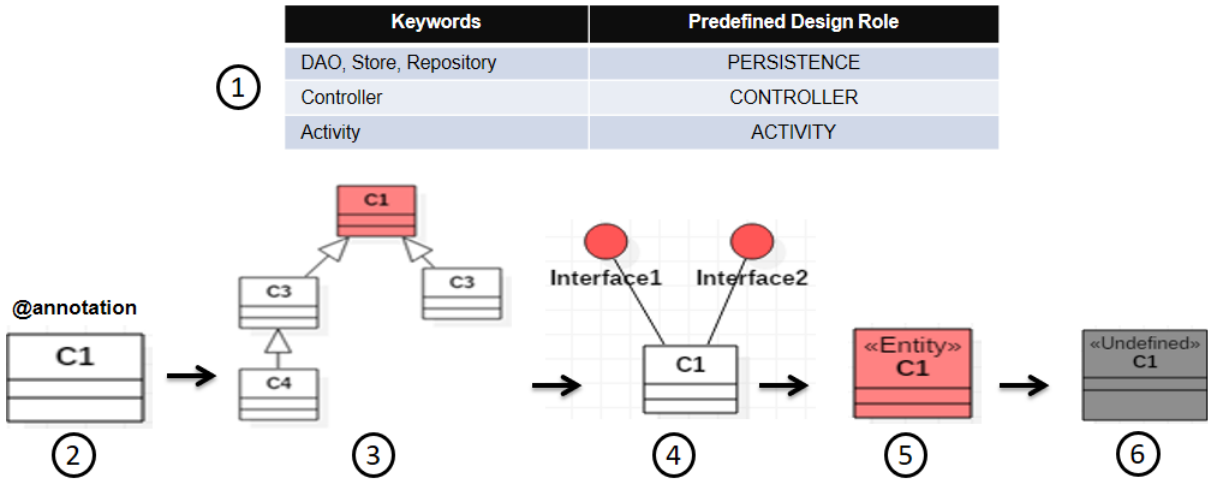 Keywords Predefined Design Role
1 DAO, Store, Repository PERSISTENCE
Controller CONTROLLER
Activity ACTIVITY
C1
Interface1 Interface2
C3 C3
@annotation
C1
C4
C1
«Entity»
C1
«Undefined»
C1
2 3 4 5 6